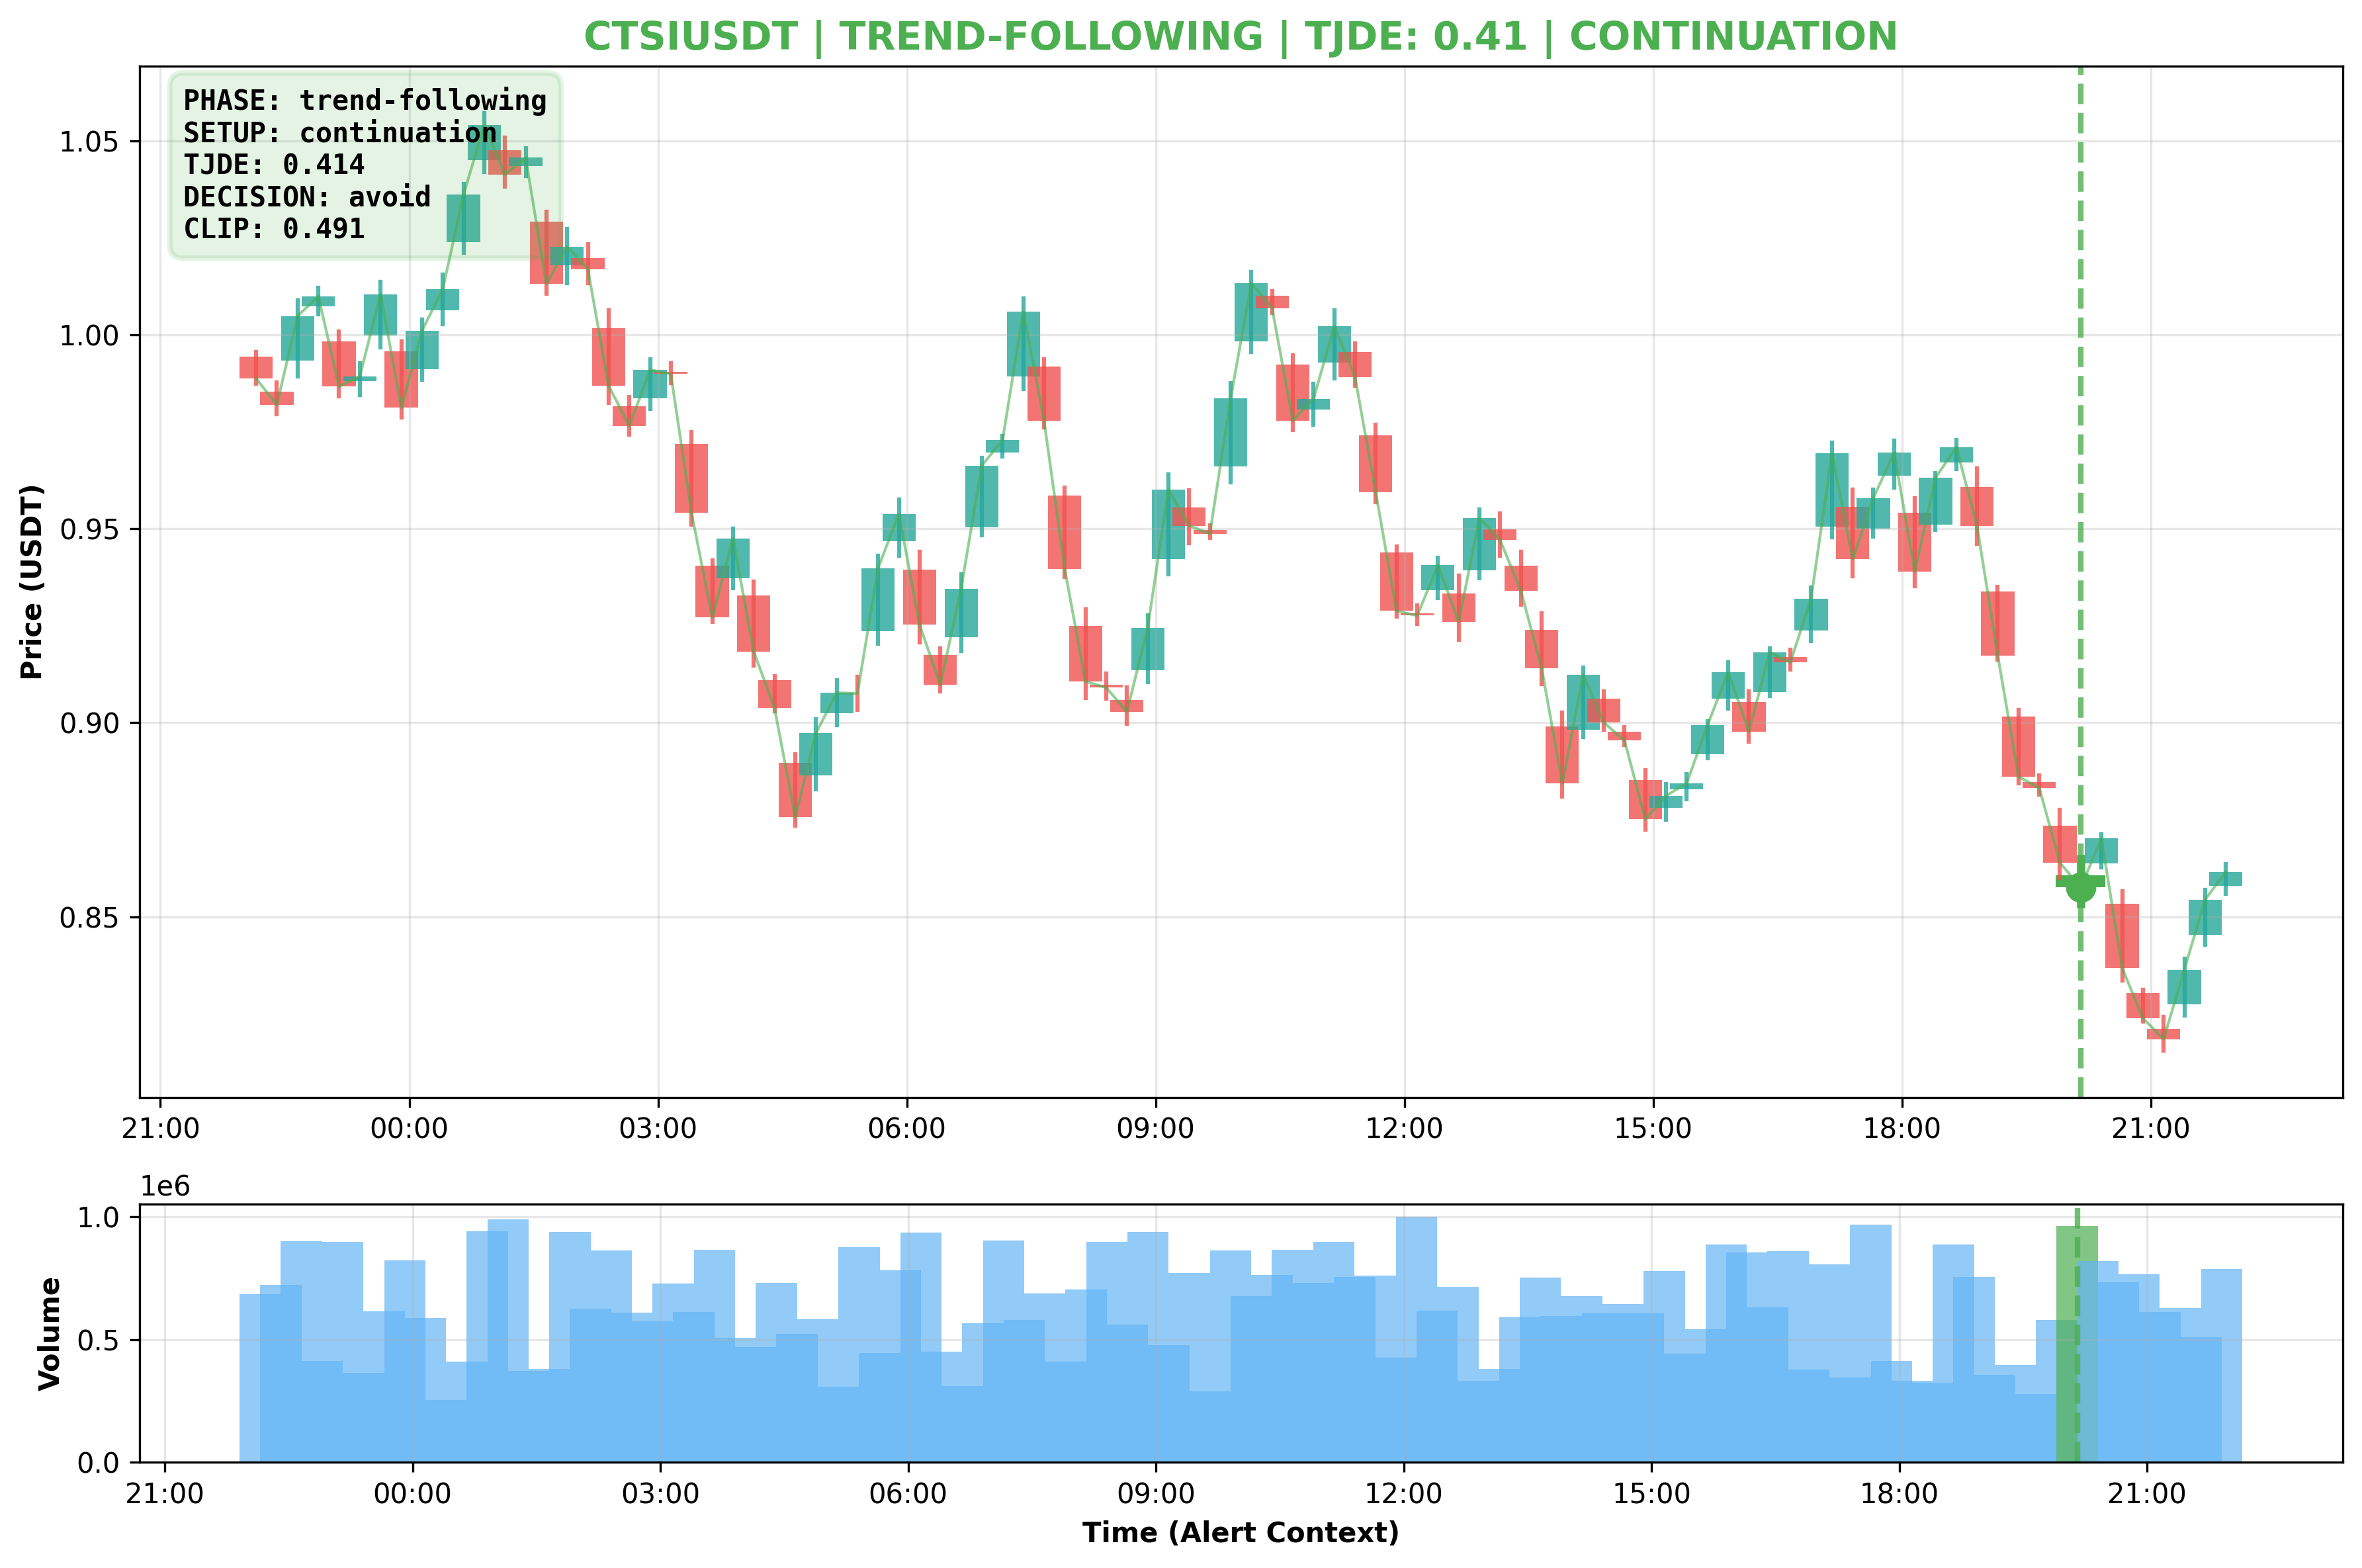 CTSIUSDT | TREND-FOLLOWING | TJDE: 0.41 | CONTINUATION
PHASE: trend-following
SETUP: continuation
TJDE: 0.414
DECISION: avoid
CLIP: 0.491
Price (USDT)
1.05
1.00
0.95
0.90
0.85
21:00 00:00 03:00 06:00 09:00 12:00 15:00 18:00 21:00
1e6
Volume
1.0
0.5
0.0
21:00 00:00 03:00 06:00 09:00 12:00 15:00 18:00 21:00
Time (Alert Context)